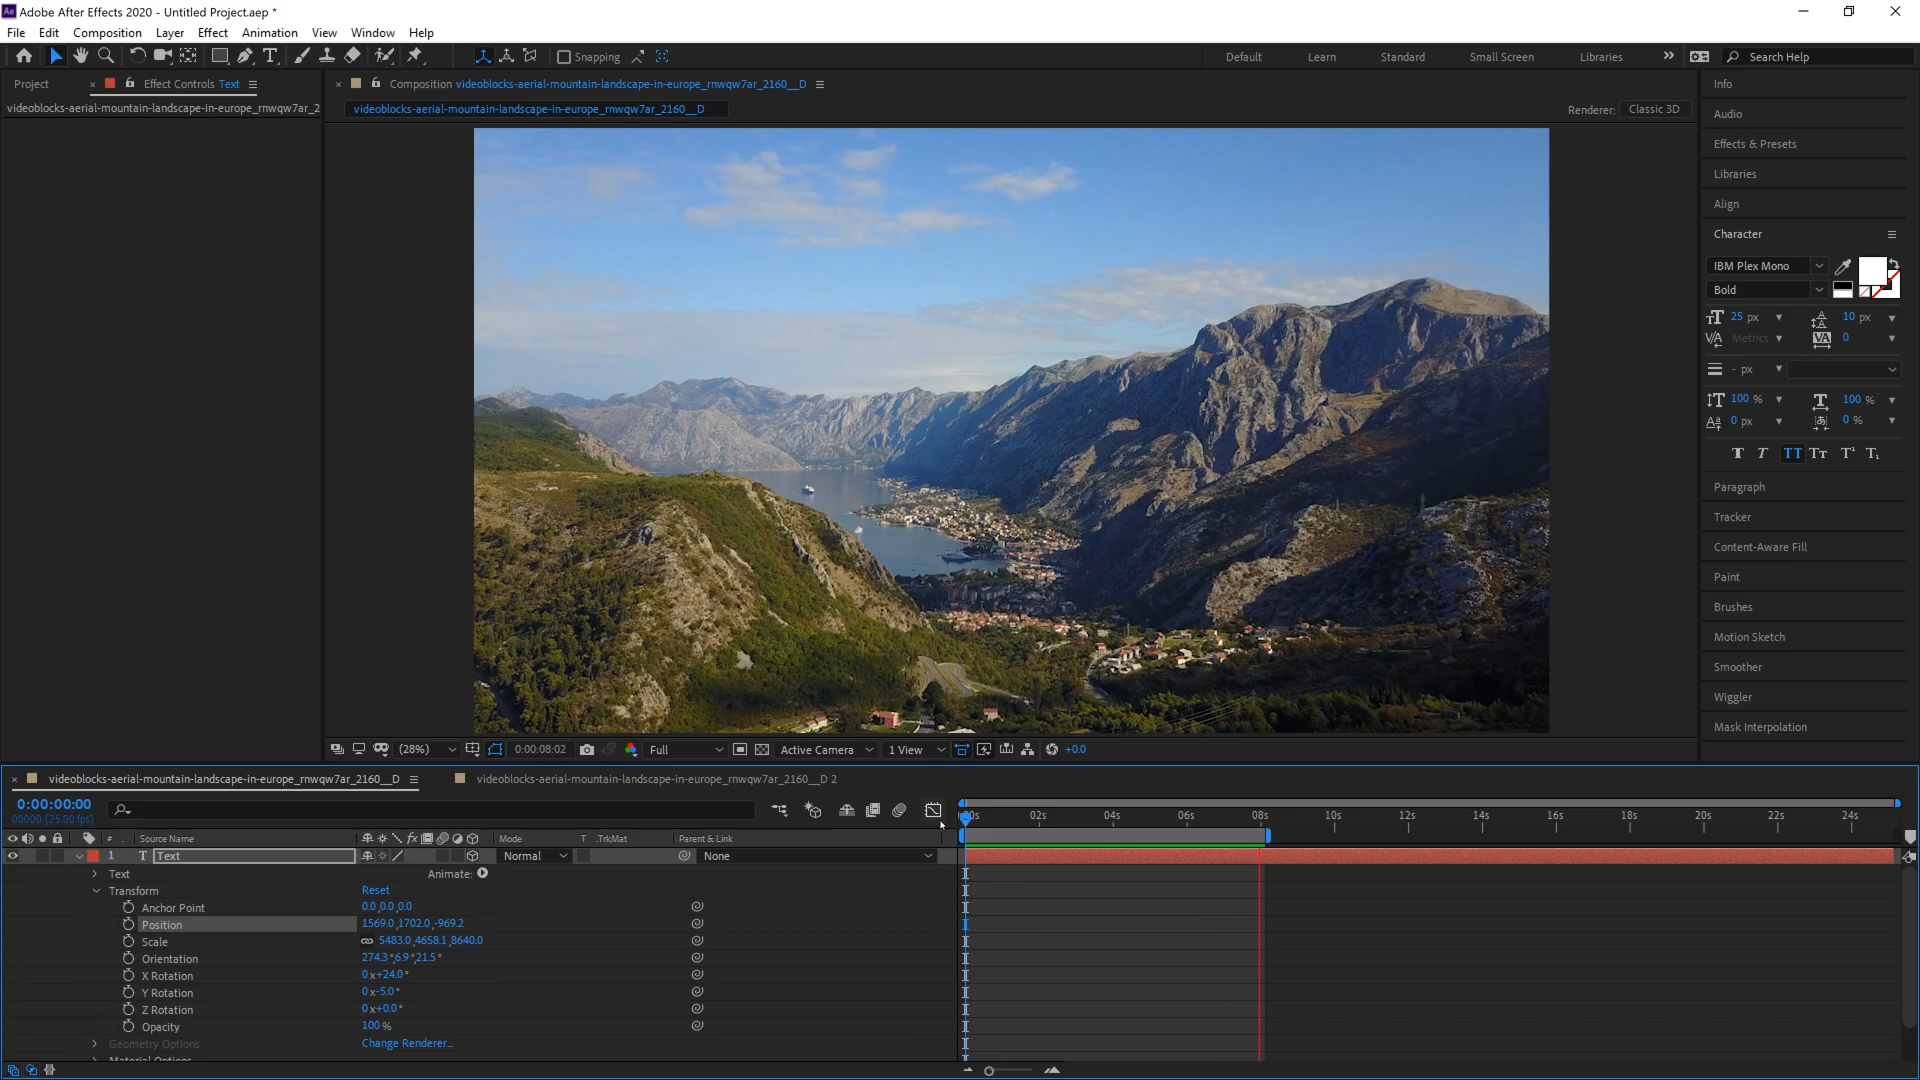 Adobe After Effects 2020 - Untitled Project.aep *
File Edit Composition Layer Effect Animation View Window Help
Snapping
Default Learn Standard Small Screen Libraries
Search Help
Project
Effect Controls Text
Composition videoblocks-aerial-mountain-landscape-in-europe_rnwqw7ar_2160__D
videoblocks-aerial-mountain-landscape-in-europe_rnwqw7ar_2
videoblocks-aerial-mountain-landscape-in-europe_rnwqw7ar_2160__D
Renderer: Classic 3D
Info
Audio
Effects & Presets
Libraries
Align
Character
IBM Plex Mono
Bold
25 px 10 px
Metrics 0
- px
100 % 100 %
0 px 0 %
Paragraph
Tracker
Content-Aware Fill
Paint
Brushes
Motion Sketch
Smoother
Wiggler
Mask Interpolation
(28%) 0:00:08:02 Full Active Camera 1 View +0.0
videoblocks-aerial-mountain-landscape-in-europe_rnwqw7ar_2160__D
videoblocks-aerial-mountain-landscape-in-europe_rnwqw7ar_2160__D 2
0:00:00:00
00000 (25.00 fps)
00s 02s 04s 06s 08s 10s 12s 14s 16s 18s 20s 22s 24s
# Source Name Mode T .TrkMat Parent & Link
1 T Text Normal None
Text Animate:
Transform Reset
Anchor Point 0.0,0.0,0.0
Position 1569.0,1702.0,-969.2
Scale 5483.0,4658.1,8640.0
Orientation 274.3°,6.9°,21.5°
X Rotation 0x+24.0°
Y Rotation 0x-5.0°
Z Rotation 0x+0.0°
Opacity 100%
Geometry Options Change Renderer...
Material Options